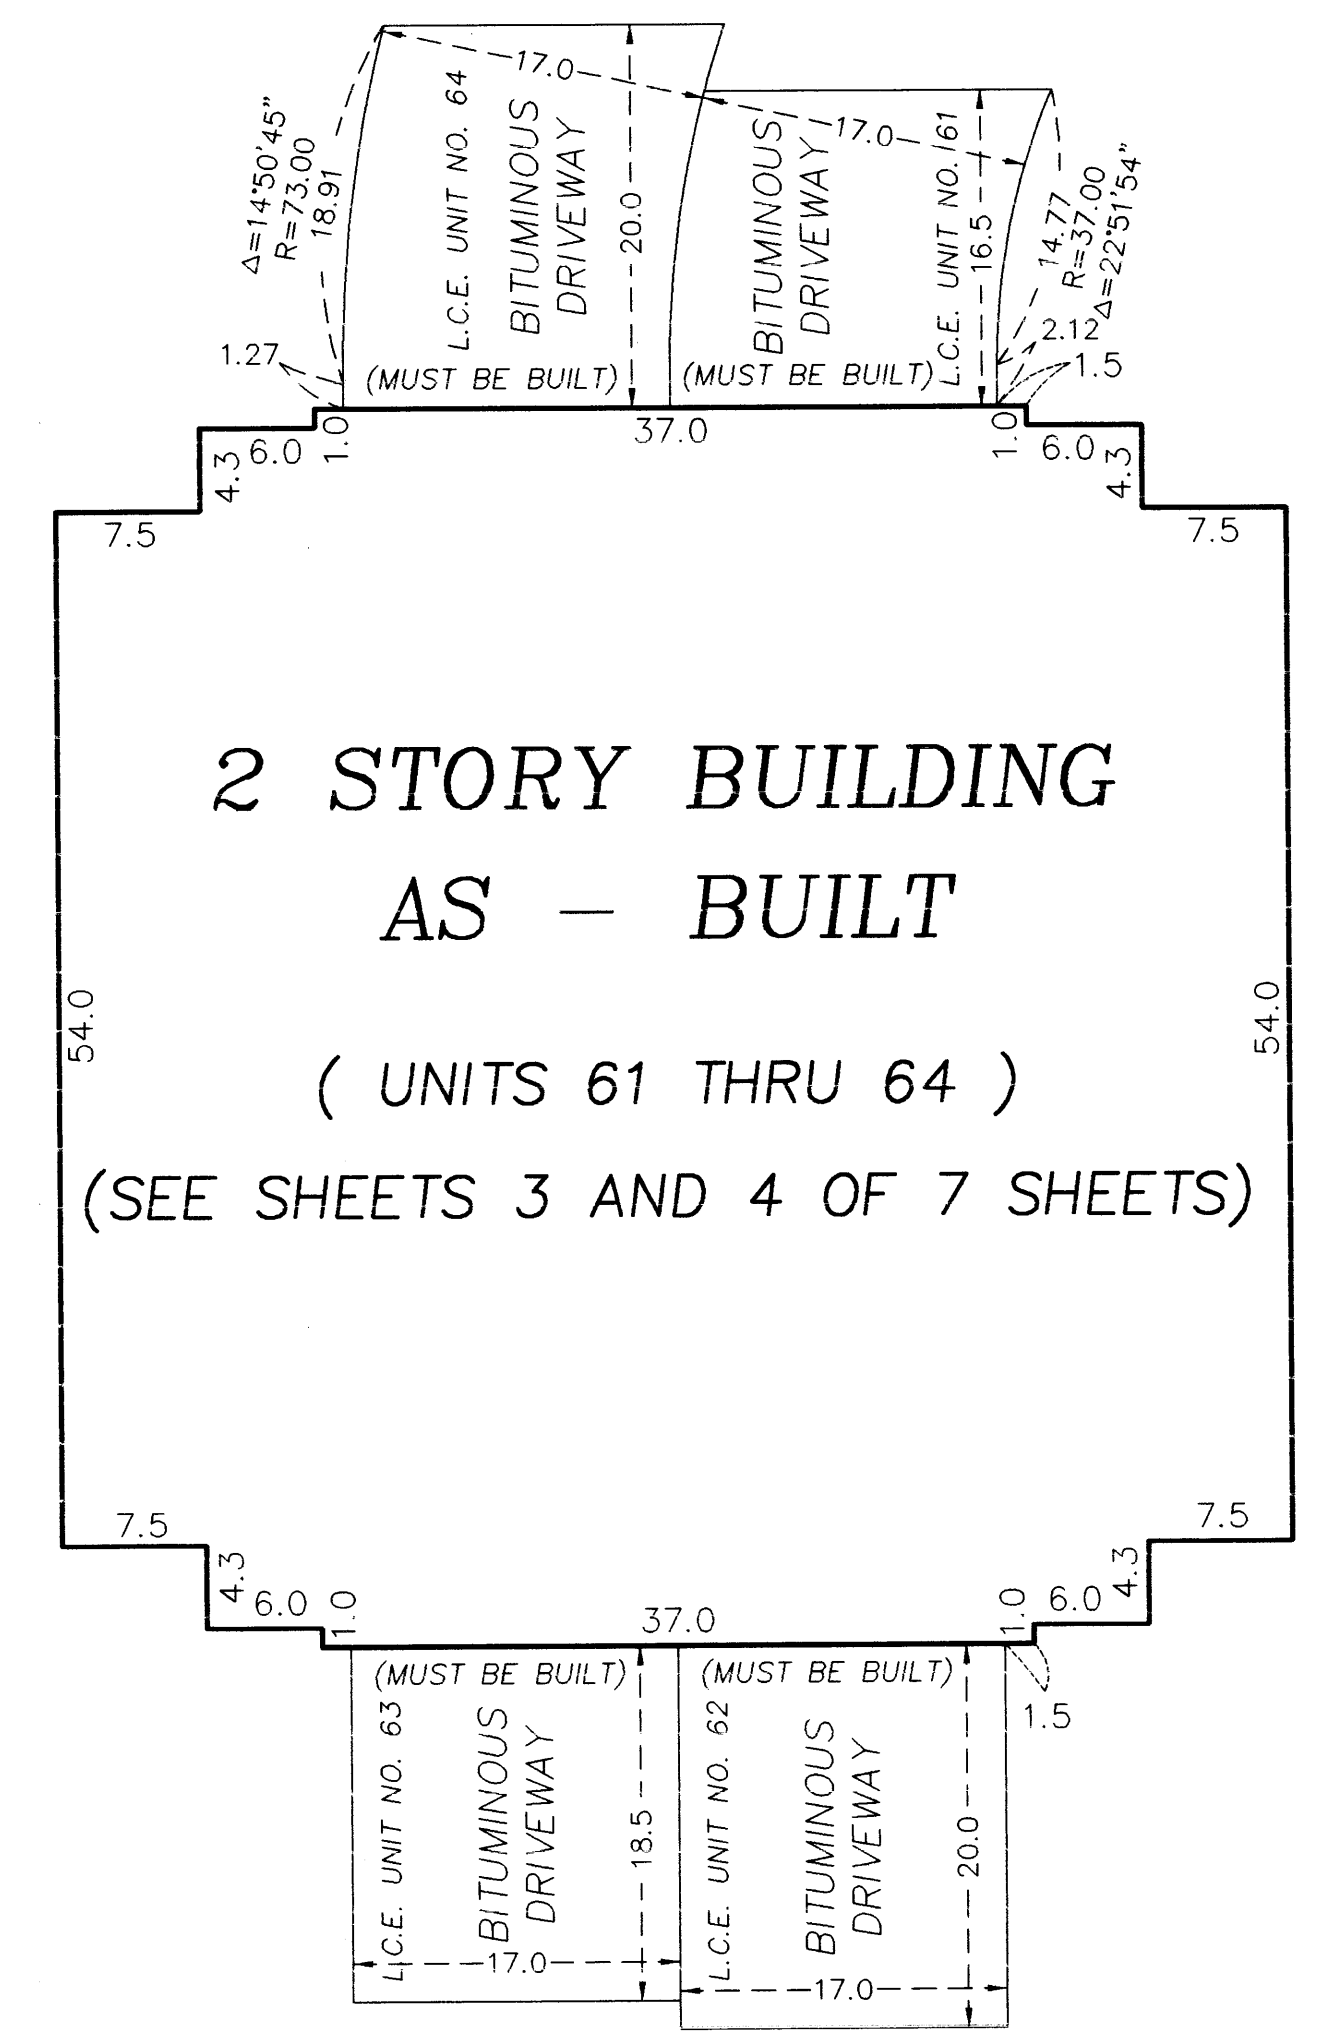 17.0
Δ=14°50'45"
R=73.00
18.91
L.C.E. UNIT NO. 64
BITUMINOUS
DRIVEWAY
20.0
17.0
BITUMINOUS
DRIVEWAY
L.C.E. UNIT NO. 61
16.5
14.77
R=37.00
Δ=22°51'54"
1.27
2.12
1.5
(MUST BE BUILT)
(MUST BE BUILT)
37.0
1.0
6.0
4.3
7.5
1.0
6.0
4.3
7.5
2 STORY BUILDING
AS - BUILT
54.0
54.0
( UNITS 61 THRU 64 )
(SEE SHEETS 3 AND 4 OF 7 SHEETS)
7.5
4.3
6.0
1.0
37.0
1.0
6.0
4.3
7.5
(MUST BE BUILT)
(MUST BE BUILT)
1.5
L.C.E. UNIT NO. 63
BITUMINOUS
DRIVEWAY
18.5
17.0
L.C.E. UNIT NO. 62
BITUMINOUS
DRIVEWAY
20.0
17.0